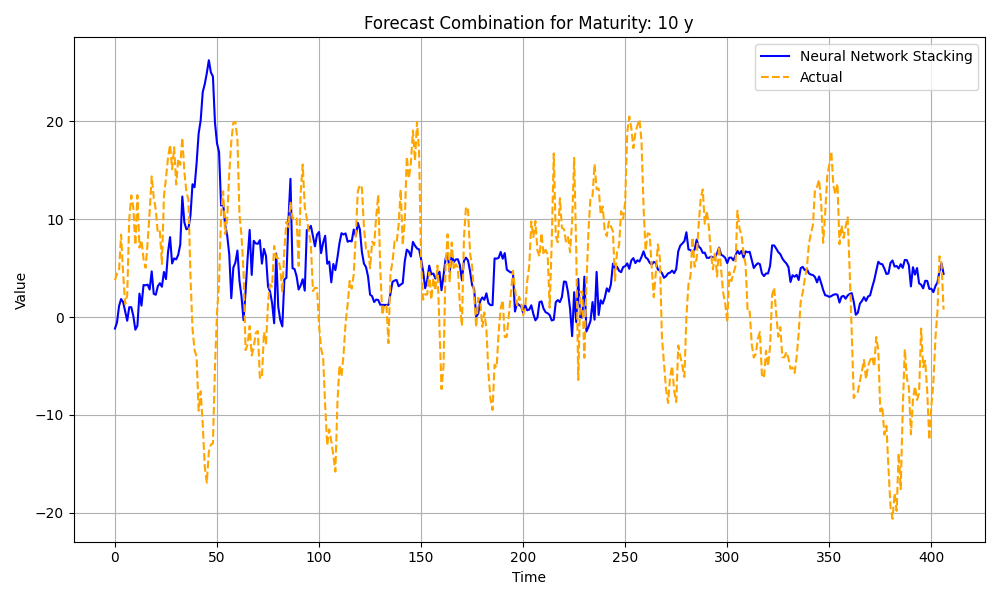 Forecast Combination for Maturity: 10 y
Neural Network Stacking
Actual
Value
20
10
0
−10
−20
0 50 100 150 200 250 300 350 400
Time